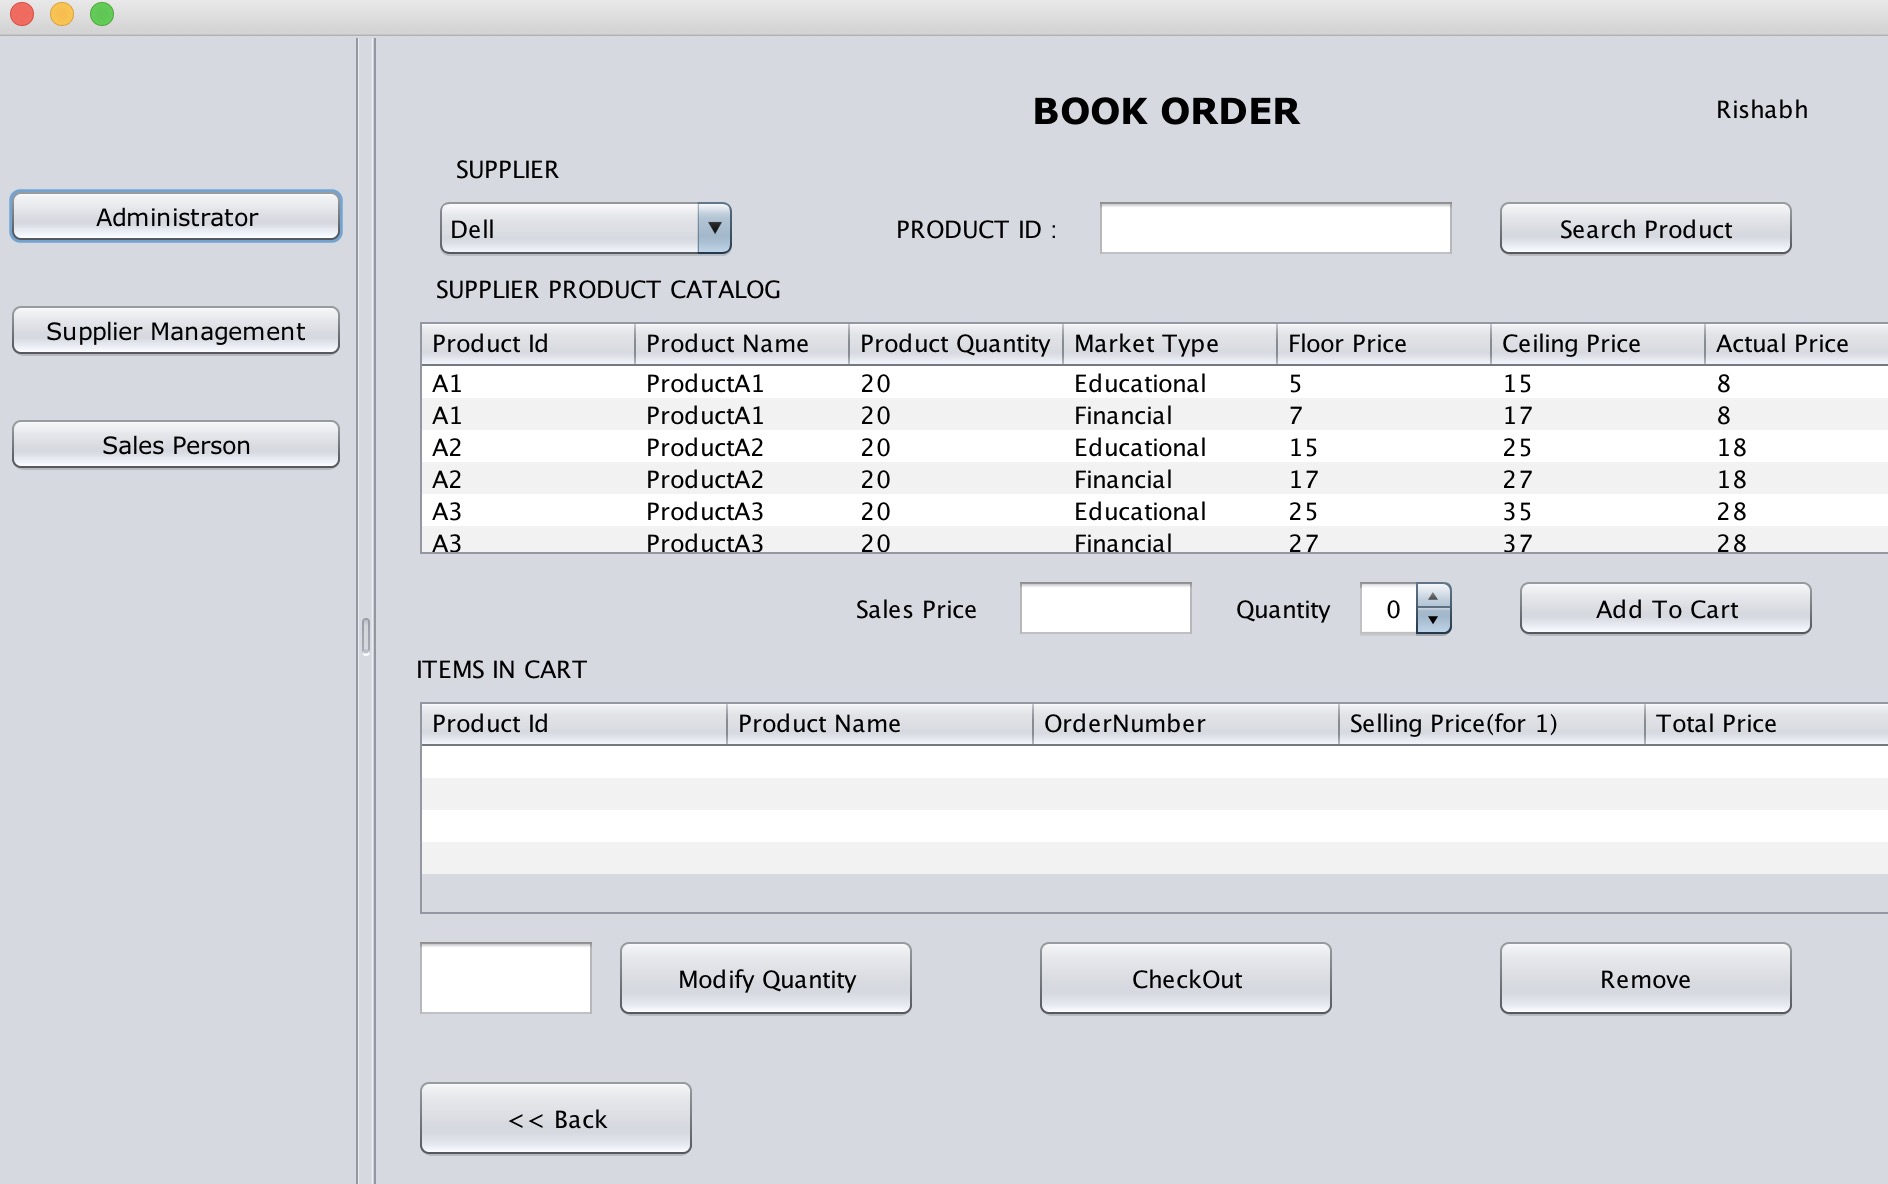 BOOK ORDER
Rishabh
SUPPLIER
Administrator
Dell
PRODUCT ID :
Search Product
SUPPLIER PRODUCT CATALOG
Supplier Management
Product Id Product Name Product Quantity Market Type Floor Price Ceiling Price Actual Price
A1 ProductA1 20 Educational 5 15 8
A1 ProductA1 20 Financial 7 17 8
Sales Person
A2 ProductA2 20 Educational 15 25 18
A2 ProductA2 20 Financial 17 27 18
A3 ProductA3 20 Educational 25 35 28
A3 ProductA3 20 Financial 27 37 28
Sales Price
Quantity 0
Add To Cart
ITEMS IN CART
Product Id Product Name OrderNumber Selling Price(for 1) Total Price
Modify Quantity
CheckOut
Remove
<< Back